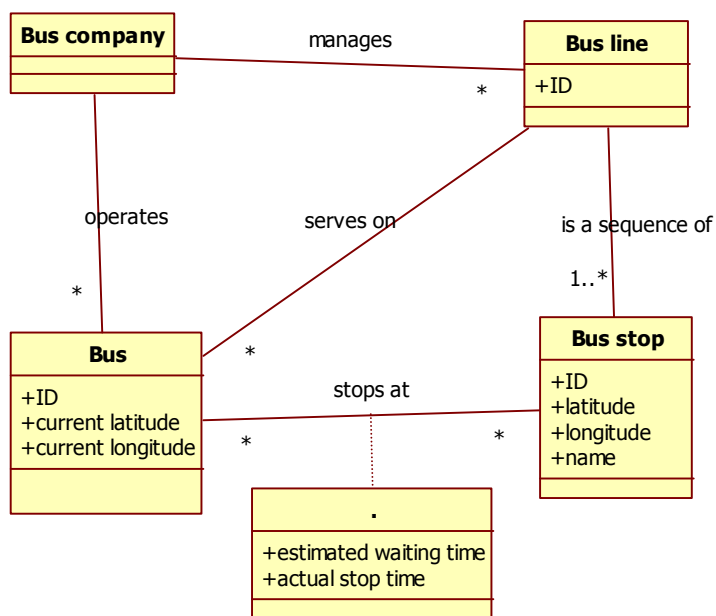 Bus company
manages
Bus line
+ID
*
operates
serves on
is a sequence of
*
1..*
Bus
+ID
+current latitude
+current longitude
*
stops at
*
*
Bus stop
+ID
+latitude
+longitude
+name
.
+estimated waiting time
+actual stop time